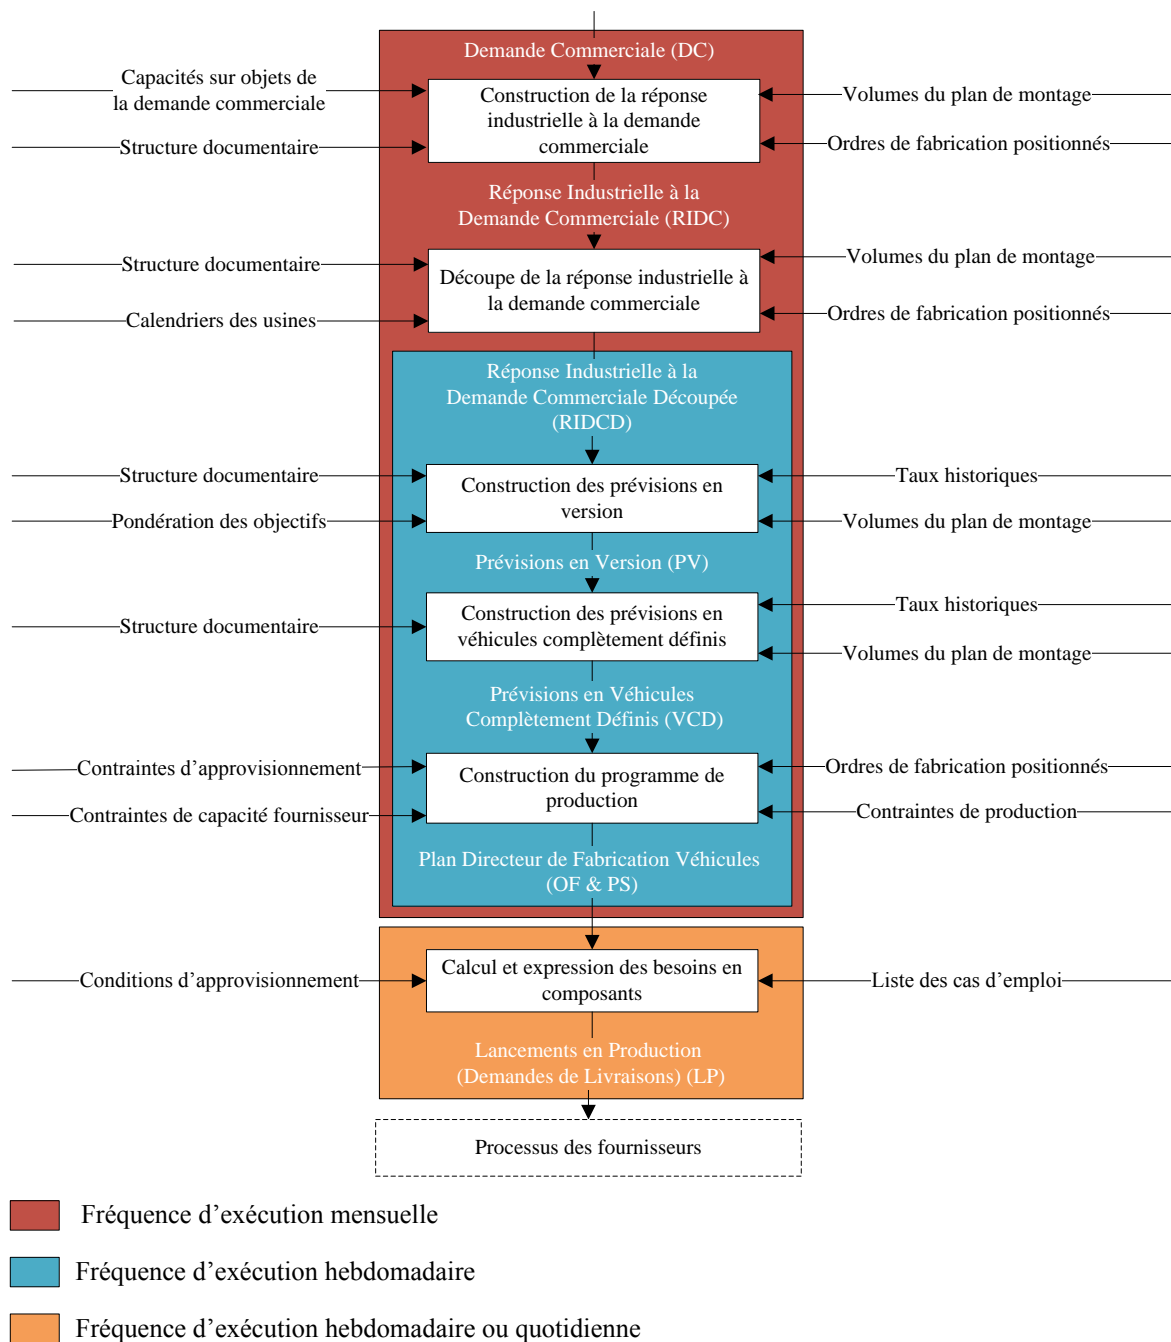 Demande Commerciale (DC)
Capacités sur objets de
la demande commerciale
Structure documentaire
Construction de la réponse
industrielle à la demande
commerciale
Volumes du plan de montage
Ordres de fabrication positionnés
Réponse Industrielle à la
Demande Commerciale (RIDC)
Structure documentaire
Calendriers des usines
Découpe de la réponse industrielle à
la demande commerciale
Volumes du plan de montage
Ordres de fabrication positionnés
Réponse Industrielle à la
Demande Commerciale Découpée
(RIDCD)
Structure documentaire
Pondération des objectifs
Construction des prévisions en
version
Taux historiques
Volumes du plan de montage
Prévisions en Version (PV)
Structure documentaire
Construction des prévisions en
véhicules complètement définis
Taux historiques
Volumes du plan de montage
Prévisions en Véhicules
Complètement Définis (VCD)
Contraintes d’approvisionnement
Contraintes de capacité fournisseur
Construction du programme de
production
Ordres de fabrication positionnés
Contraintes de production
Plan Directeur de Fabrication Véhicules
(OF & PS)
Conditions d’approvisionnement
Calcul et expression des besoins en
composants
Liste des cas d’emploi
Lancements en Production
(Demandes de Livraisons) (LP)
Processus des fournisseurs
Fréquence d’exécution mensuelle
Fréquence d’exécution hebdomadaire
Fréquence d’exécution hebdomadaire ou quotidienne